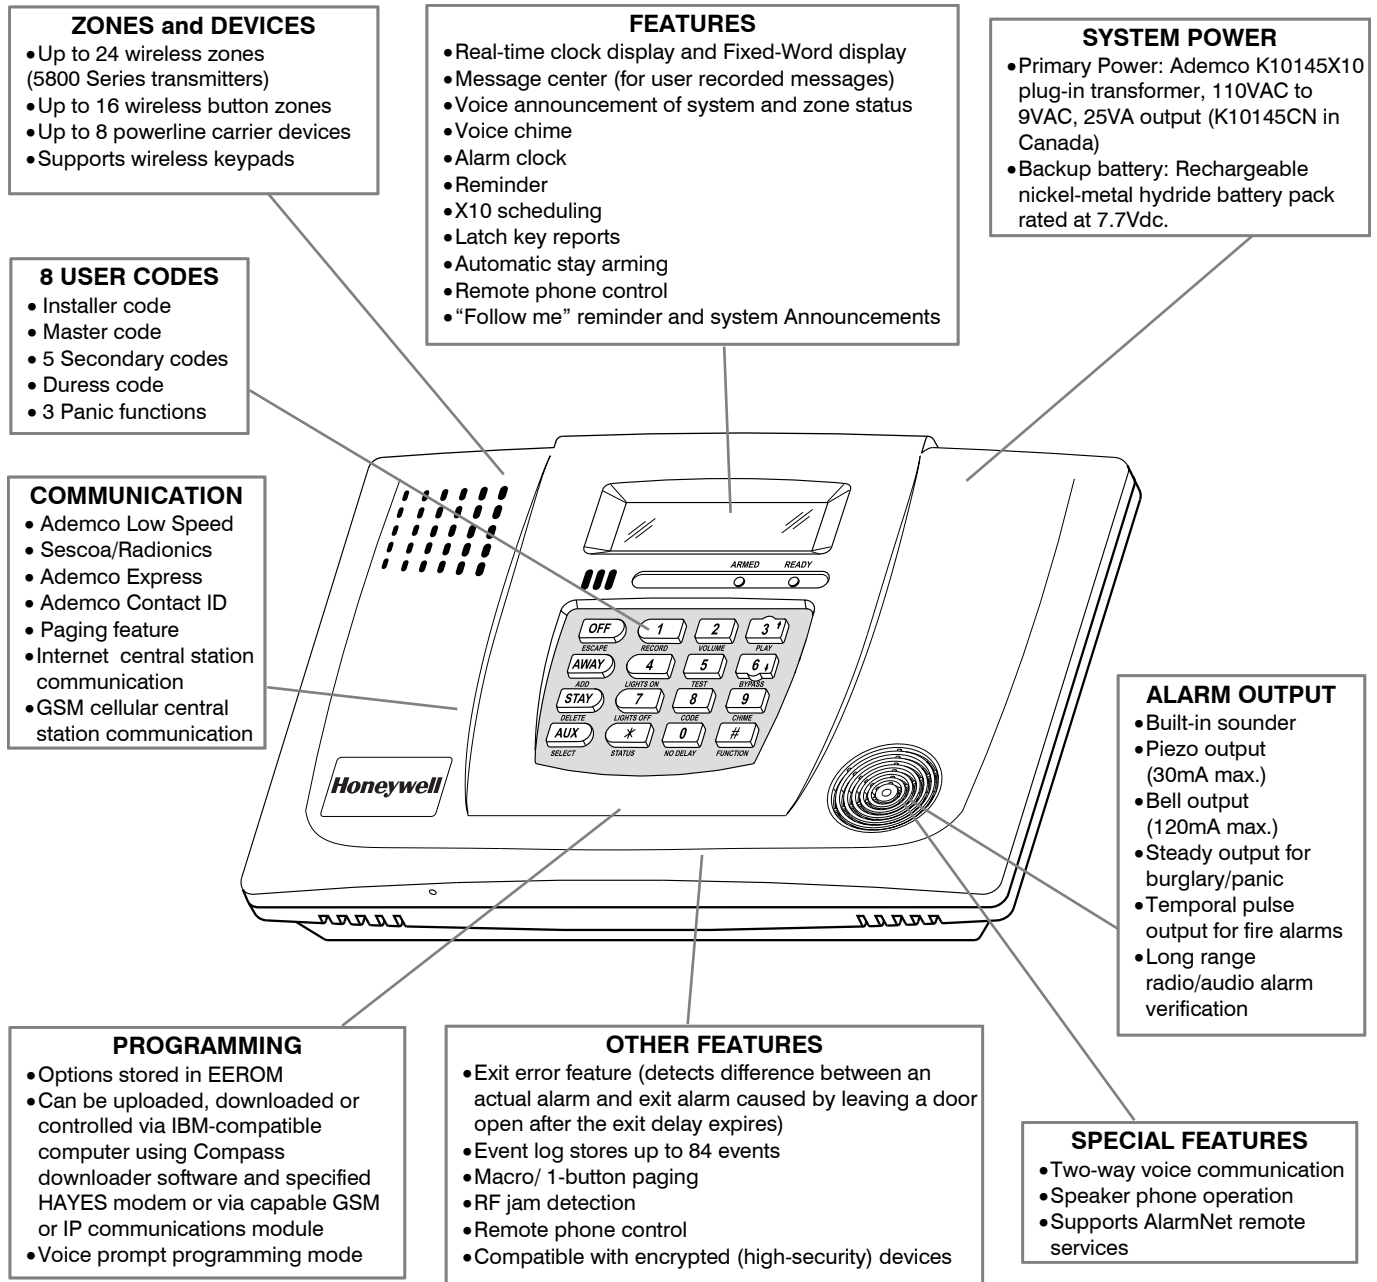 ZONES and DEVICES
•Up to 24 wireless zones
(5800 Series transmitters)
•Up to 16 wireless button zones
•Up to 8 powerline carrier devices
•Supports wireless keypads
FEATURES
•Real-time clock display and Fixed-Word display
•Message center (for user recorded messages)
•Voice announcement of system and zone status
•Voice chime
•Alarm clock
•Reminder
•X10 scheduling
•Latch key reports
•Automatic stay arming
•Remote phone control
•“Follow me” reminder and system Announcements
SYSTEM POWER
•Primary Power: Ademco K10145X10
plug-in transformer, 110VAC to
9VAC, 25VA output (K10145CN in
Canada)
•Backup battery: Rechargeable
nickel-metal hydride battery pack
rated at 7.7Vdc.
8 USER CODES
• Installer code
• Master code
• 5 Secondary codes
• Duress code
• 3 Panic functions
COMMUNICATION
• Ademco Low Speed
• Sescoa/Radionics
• Ademco Express
• Ademco Contact ID
• Paging feature
•Internet central station
communication
•GSM cellular central
station communication
ARMED READY
OFF 1 2 3
ESCAPE RECORD VOLUME PLAY
AWAY 4 5 6
ADD LIGHTS ON TEST BYPASS
STAY 7 8 9
DELETE LIGHTS OFF CODE CHIME
AUX * 0 #
SELECT STATUS NO DELAY FUNCTION
Honeywell
ALARM OUTPUT
•Built-in sounder
•Piezo output
(30mA max.)
•Bell output
(120mA max.)
•Steady output for
burglary/panic
•Temporal pulse
output for fire alarms
•Long range
radio/audio alarm
verification
PROGRAMMING
•Options stored in EEROM
•Can be uploaded, downloaded or
controlled via IBM-compatible
computer using Compass
downloader software and specified
HAYES modem or via capable GSM
or IP communications module
•Voice prompt programming mode
OTHER FEATURES
•Exit error feature (detects difference between an
actual alarm and exit alarm caused by leaving a door
open after the exit delay expires)
•Event log stores up to 84 events
•Macro/ 1-button paging
•RF jam detection
•Remote phone control
•Compatible with encrypted (high-security) devices
SPECIAL FEATURES
•Two-way voice communication
•Speaker phone operation
•Supports AlarmNet remote
services